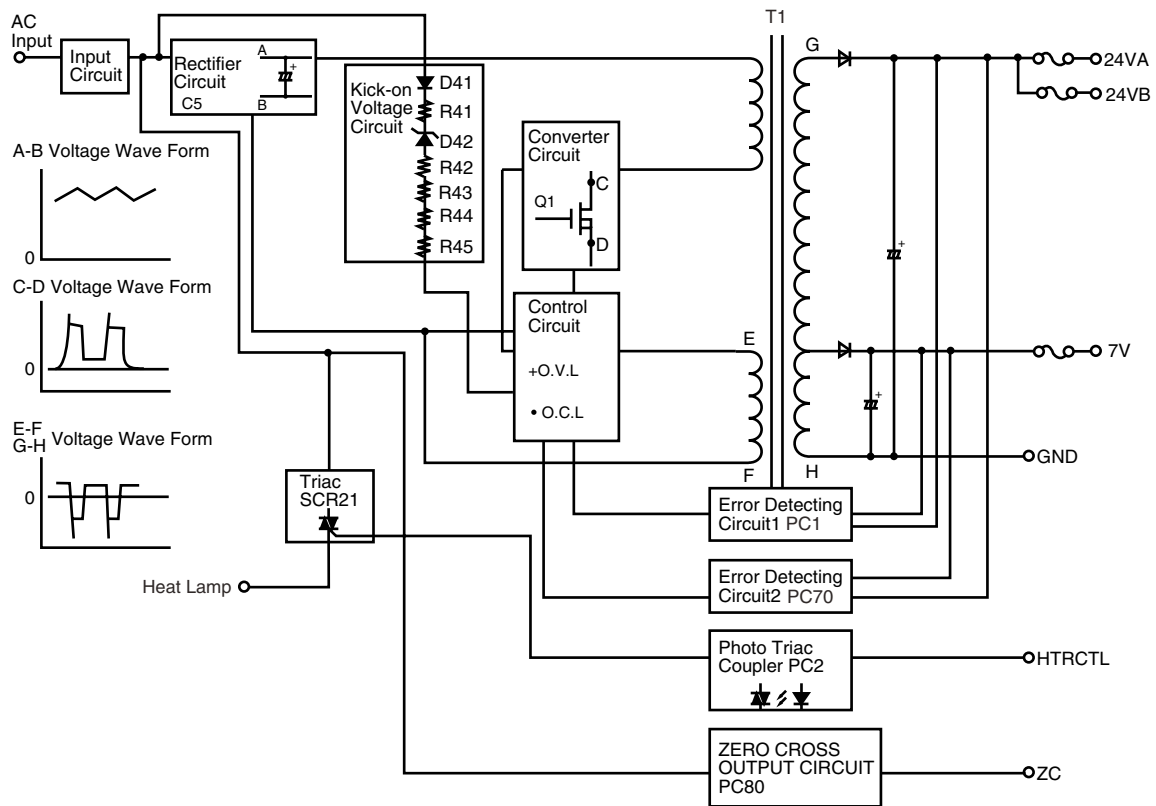 AC
Input
Input
Circuit
Rectifier
Circuit
C5
A
B
+
Kick-on
Voltage
Circuit
D41
R41
D42
R42
R43
R44
R45
Converter
Circuit
C
Q1
D
Control
Circuit
+O.V.L
• O.C.L
T1
G
E
F
H
+
+
24VA
24VB
7V
GND
A-B Voltage Wave Form
0
C-D Voltage Wave Form
0
E-F
G-H Voltage Wave Form
0
Triac
SCR21
Heat Lamp
Error Detecting
Circuit1 PC1
Error Detecting
Circuit2 PC70
Photo Triac
Coupler PC2
HTRCTL
ZERO CROSS
OUTPUT CIRCUIT
PC80
ZC